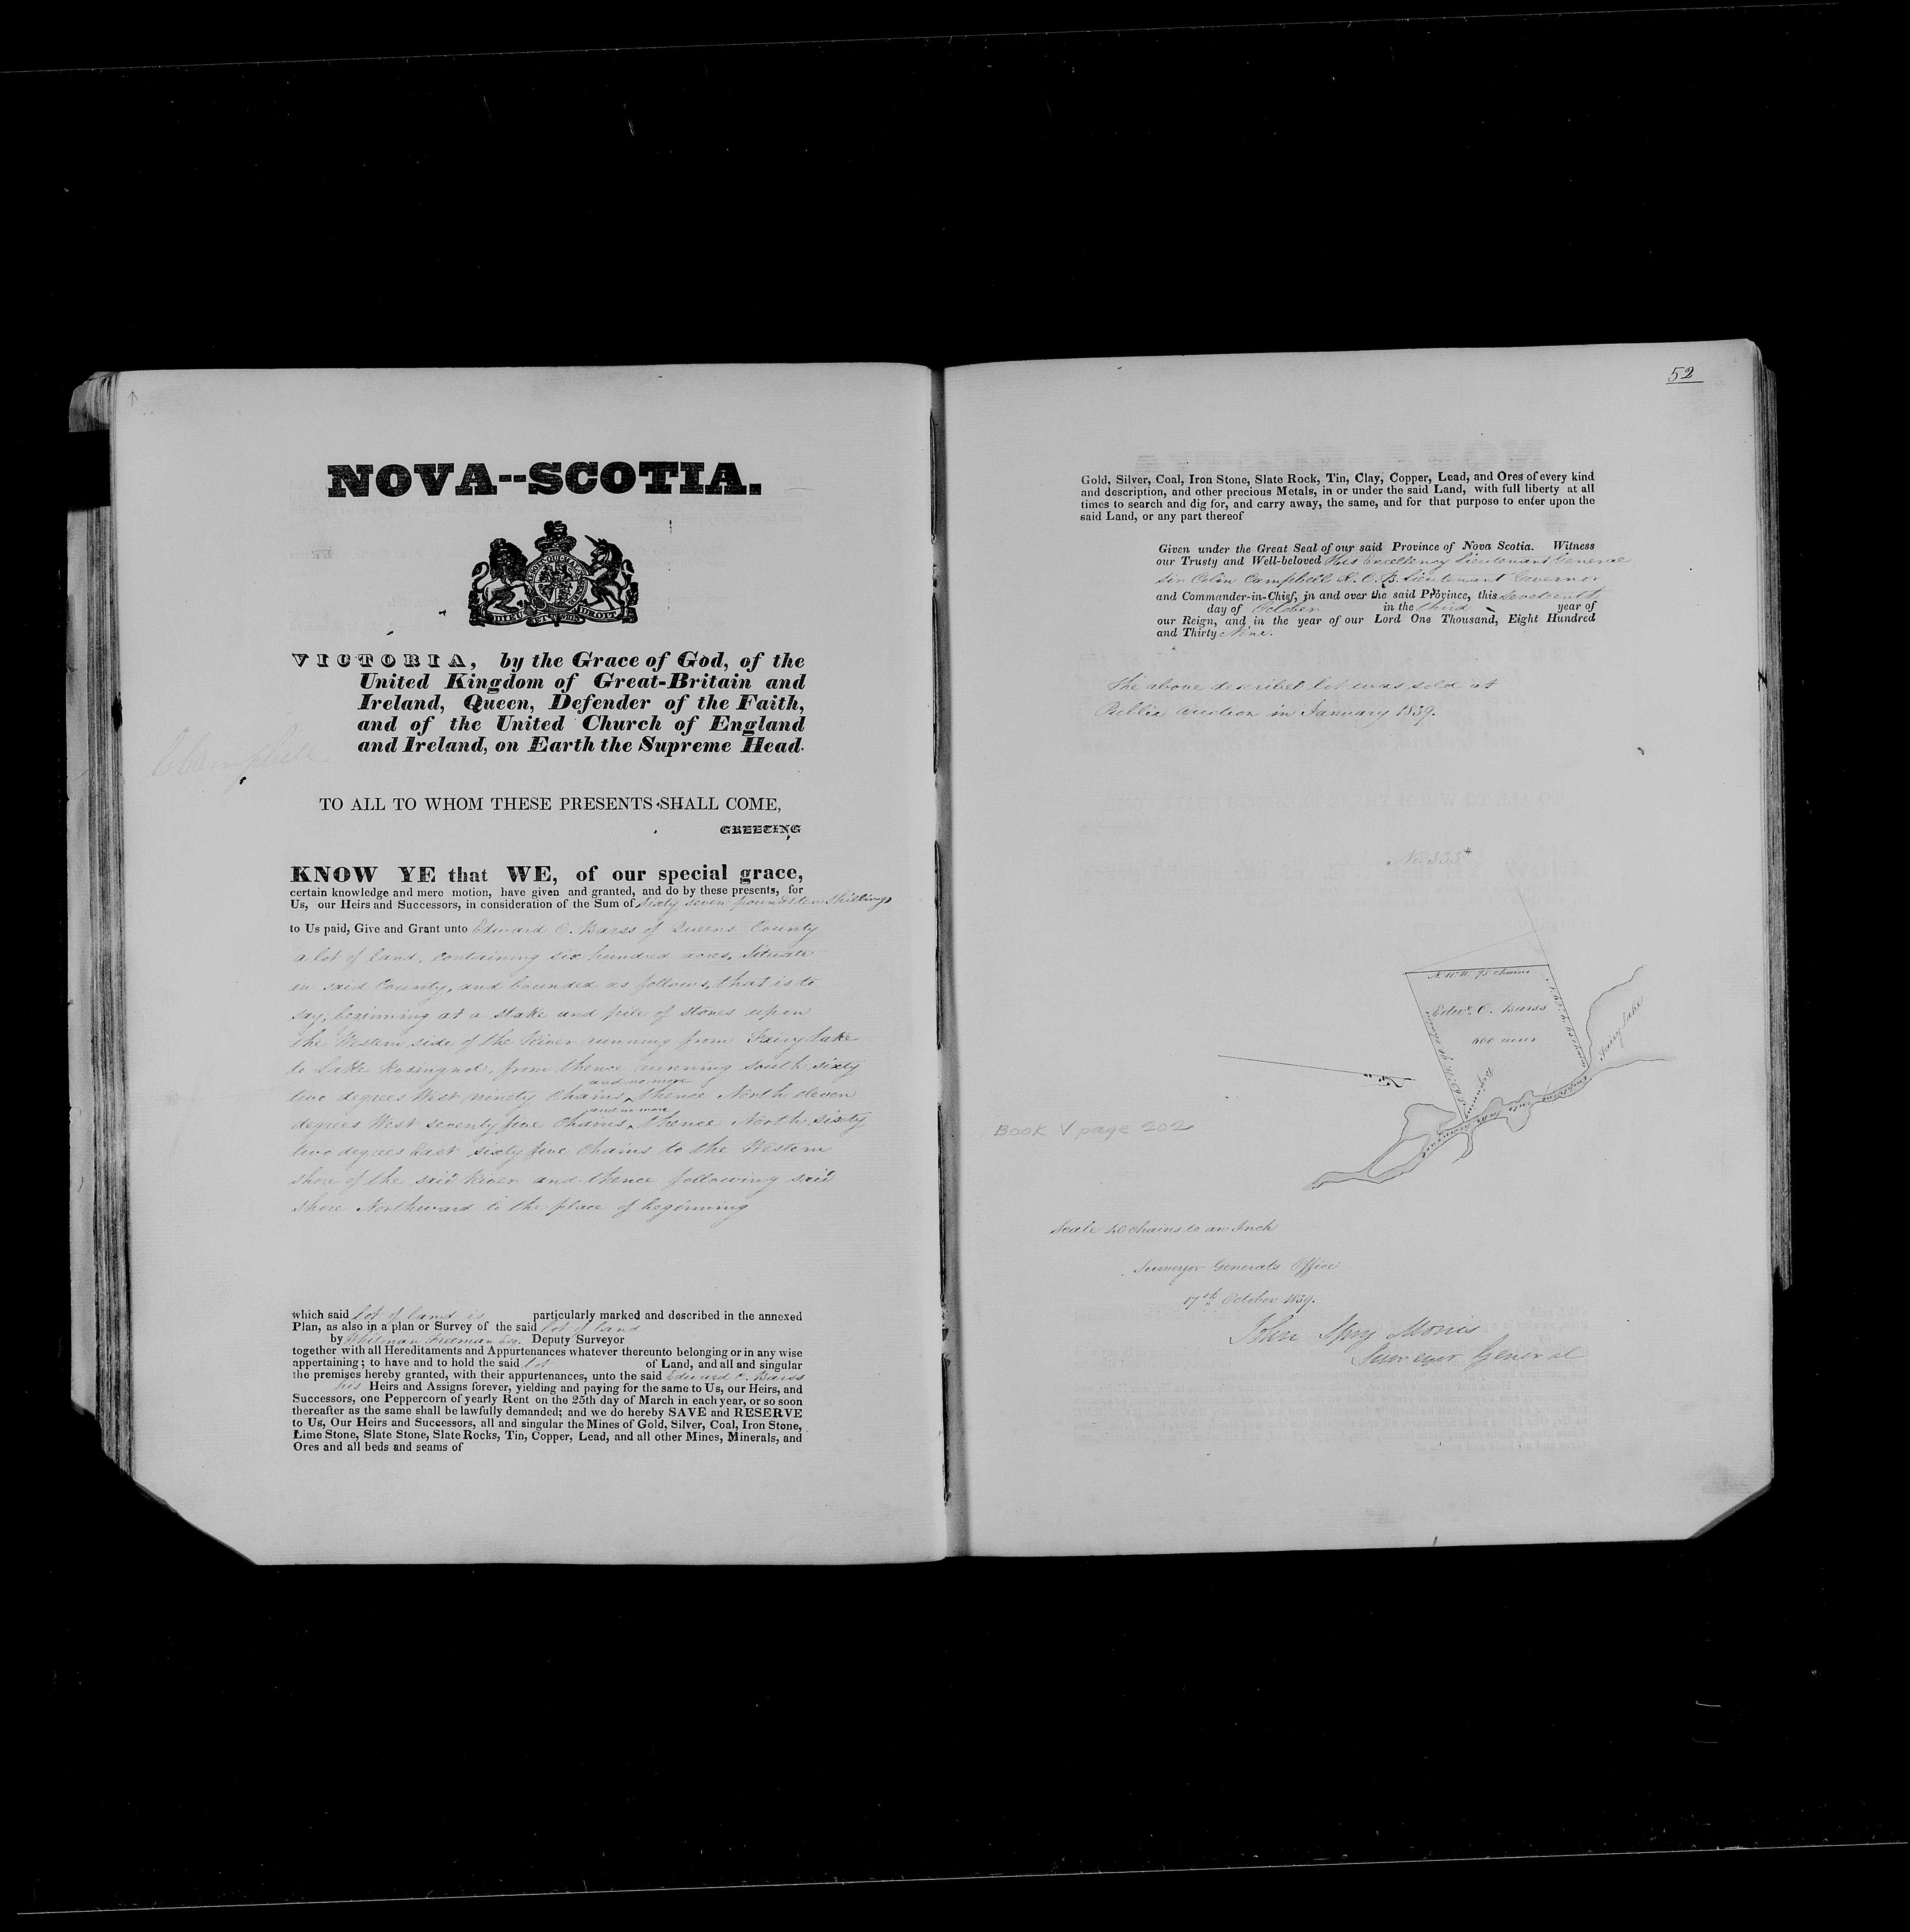 NOVA--SCOTIA.
DIEU ET MON DROIT
VICTORIA, by the Grace of God, of the
United Kingdom of Great-Britain and
Ireland, Queen, Defender of the Faith,
and of the United Church of England
and Ireland, on Earth the Supreme Head.
C Campbell
TO ALL TO WHOM THESE PRESENTS SHALL COME,
GREETING
KNOW YE that WE, of our special grace,
certain knowledge and mere motion, have given and granted, and do by these presents, for
Us, our Heirs and Successors, in consideration of the Sum of Sixty seven pounds ten shillings
to Us paid, Give and Grant unto Edward C. Barss of Queens County
a lot of land, containing six hundred acres, Situate
in said County, and bounded as follows, that is to
say; beginning at a Stake and pile of Stones upon
the Western side of the River running from Fairy Lake
to Lake Rosengnol, from thence running South sixty
two degrees West ninety Chains and no more, thence North eleven
degrees West seventy five Chains and no more, thence North sixty
two degrees East sixty five Chains to the Western
shore of the said River and thence following said
Shore Northward to the place of beginning
which said lot of land is particularly marked and described in the annexed
Plan, as also in a plan or Survey of the said lot of land
by Whitman Freeman Esq. Deputy Surveyor
together with all Hereditaments and Appurtenances whatever thereunto belonging or in any wise
appertaining; to have and to hold the said lot of Land, and all and singular
the premises hereby granted, with their appurtenances, unto the said Edward C. Barss
his Heirs and Assigns forever, yielding and paying for the same to Us, our Heirs, and
Successors, one Peppercorn of yearly Rent on the 25th day of March in each year, or so soon
thereafter as the same shall be lawfully demanded; and we do hereby SAVE and RESERVE
to Us, Our Heirs and Successors, all and singular the Mines of Gold, Silver, Coal, Iron Stone,
Lime Stone, Slate Stone, Slate Rocks, Tin, Copper, Lead, and all other Mines, Minerals, and
Ores and all beds and seams of
52
Gold, Silver, Coal, Iron Stone, Slate Rock, Tin, Clay, Copper, Lead, and Ores of every kind
and description, and other precious Metals, in or under the said Land, with full liberty at all
times to search and dig for, and carry away, the same, and for that purpose to enter upon the
said Land, or any part thereof
Given under the Great Seal of our said Province of Nova Scotia. Witness
our Trusty and Well-beloved His Excellency Lieutenant General
Sir Colin Campbell K. C. B. Lieutenant Governor
and Commander-in-Chief, in and over the said Province, this Seventeenth
day of October in the third year of
our Reign, and in the year of our Lord One Thousand, Eight Hundred
and Thirty Nine.
The above described lot was sold at
Public Auction in January 1839.
N. 11 W. 75 chains
Edwd. C. Barss
600 acres
Fairy Lake
Beginning
BOOK V page 202
Scale 40 chains to an Inch
Surveyor Generals Office
17th October 1839.
John Spry Morris
Surveyor General